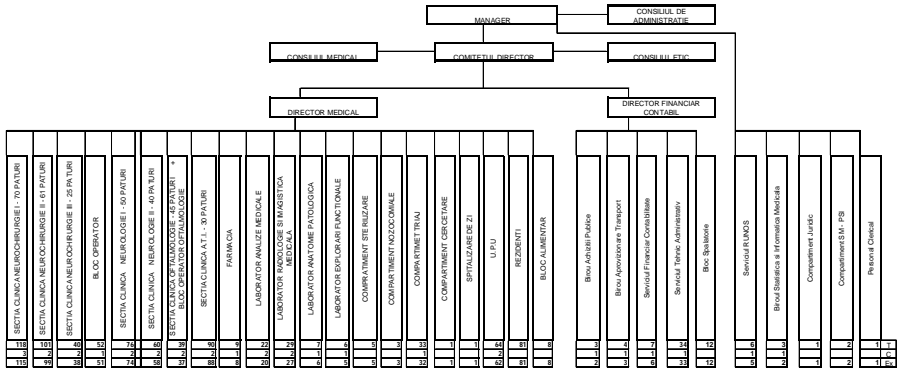 MANAGER
CONSILIUL DE
ADMINISTRATIE
CONSILIUL MEDICAL
COMITETUL DIRECTOR
CONSILIUL ETIC
DIRECTOR MEDICAL
DIRECTOR FINANCIAR
CONTABIL
SECTIA CLINICA NEUROCHIRURGIE I - 70 PATURI
SECTIA CLINICA NEUROCHIRURGIE II - 61 PATURI
SECTIA CLINICA NEUROCHIRURGIE III - 25 PATURI
BLOC OPERATOR
SECTIA CLINICA NEUROLOGIE I - 50 PATURI
SECTIA CLINICA NEUROLOGIE II - 40 PATURI
SECTIA CLINICA OFTALMOLOGIE - 45 PATURI +
BLOC OPERATOR OFTALMOLOGIE
SECTIA CLINICA A.T.I. - 30 PATURI
FARMACIA
LABORATOR ANALIZE MEDICALE
LABORATOR RADIOLOGIE SI IMAGISTICA
MEDICALA
LABORATOR ANATOMIE PATOLOGICA
LABORATOR EXPLORARI FUNCTIONALE
COMPRATIMENT STERILIZARE
COMPARTIMENT NOZOCOMIALE
COMPARTIMET TRIAJ
COMPARTIMENT CERCETARE
SPITALIZARE DE ZI
U.P.U
REZIDENTI
BLOC ALIMENTAR
Birou Achizitii Publice
Birou Aprovizionare Transport
Serviciul Financiar Contabilitate
Serviciul Tehnic Administrativ
Bloc Spalatorie
Serviciul RUNOS
Biroul Statistica si Informatica Medicala
Compartiment Juridic
Compartiment SM - PSI
Personal Clerical
118 101 40 52 76 60 39 90 9 22 29 7 6 5 3 33 1 1 64 81 8 3 4 7 34 12 6 3 1 2 1 T
3 2 2 1 2 2 2 2 1 2 2 1 1 1 2 1 1 1 1 1 1 C
115 99 38 51 74 58 37 88 8 20 27 6 5 5 3 32 1 1 62 81 8 2 3 6 33 12 5 2 1 2 1 Ex